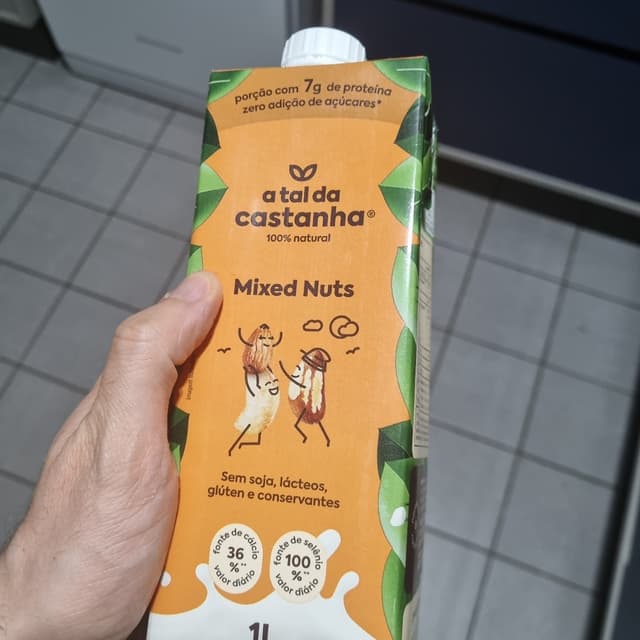 porção com 7g de proteína
zero adição de açúcares*
a tal da
castanha®
100% natural
Mixed Nuts
Sem soja, lácteos,
glúten e conservantes
fonte de cálcio
36
%**
valor diário
fonte de selênio
100
%**
valor diário
1L